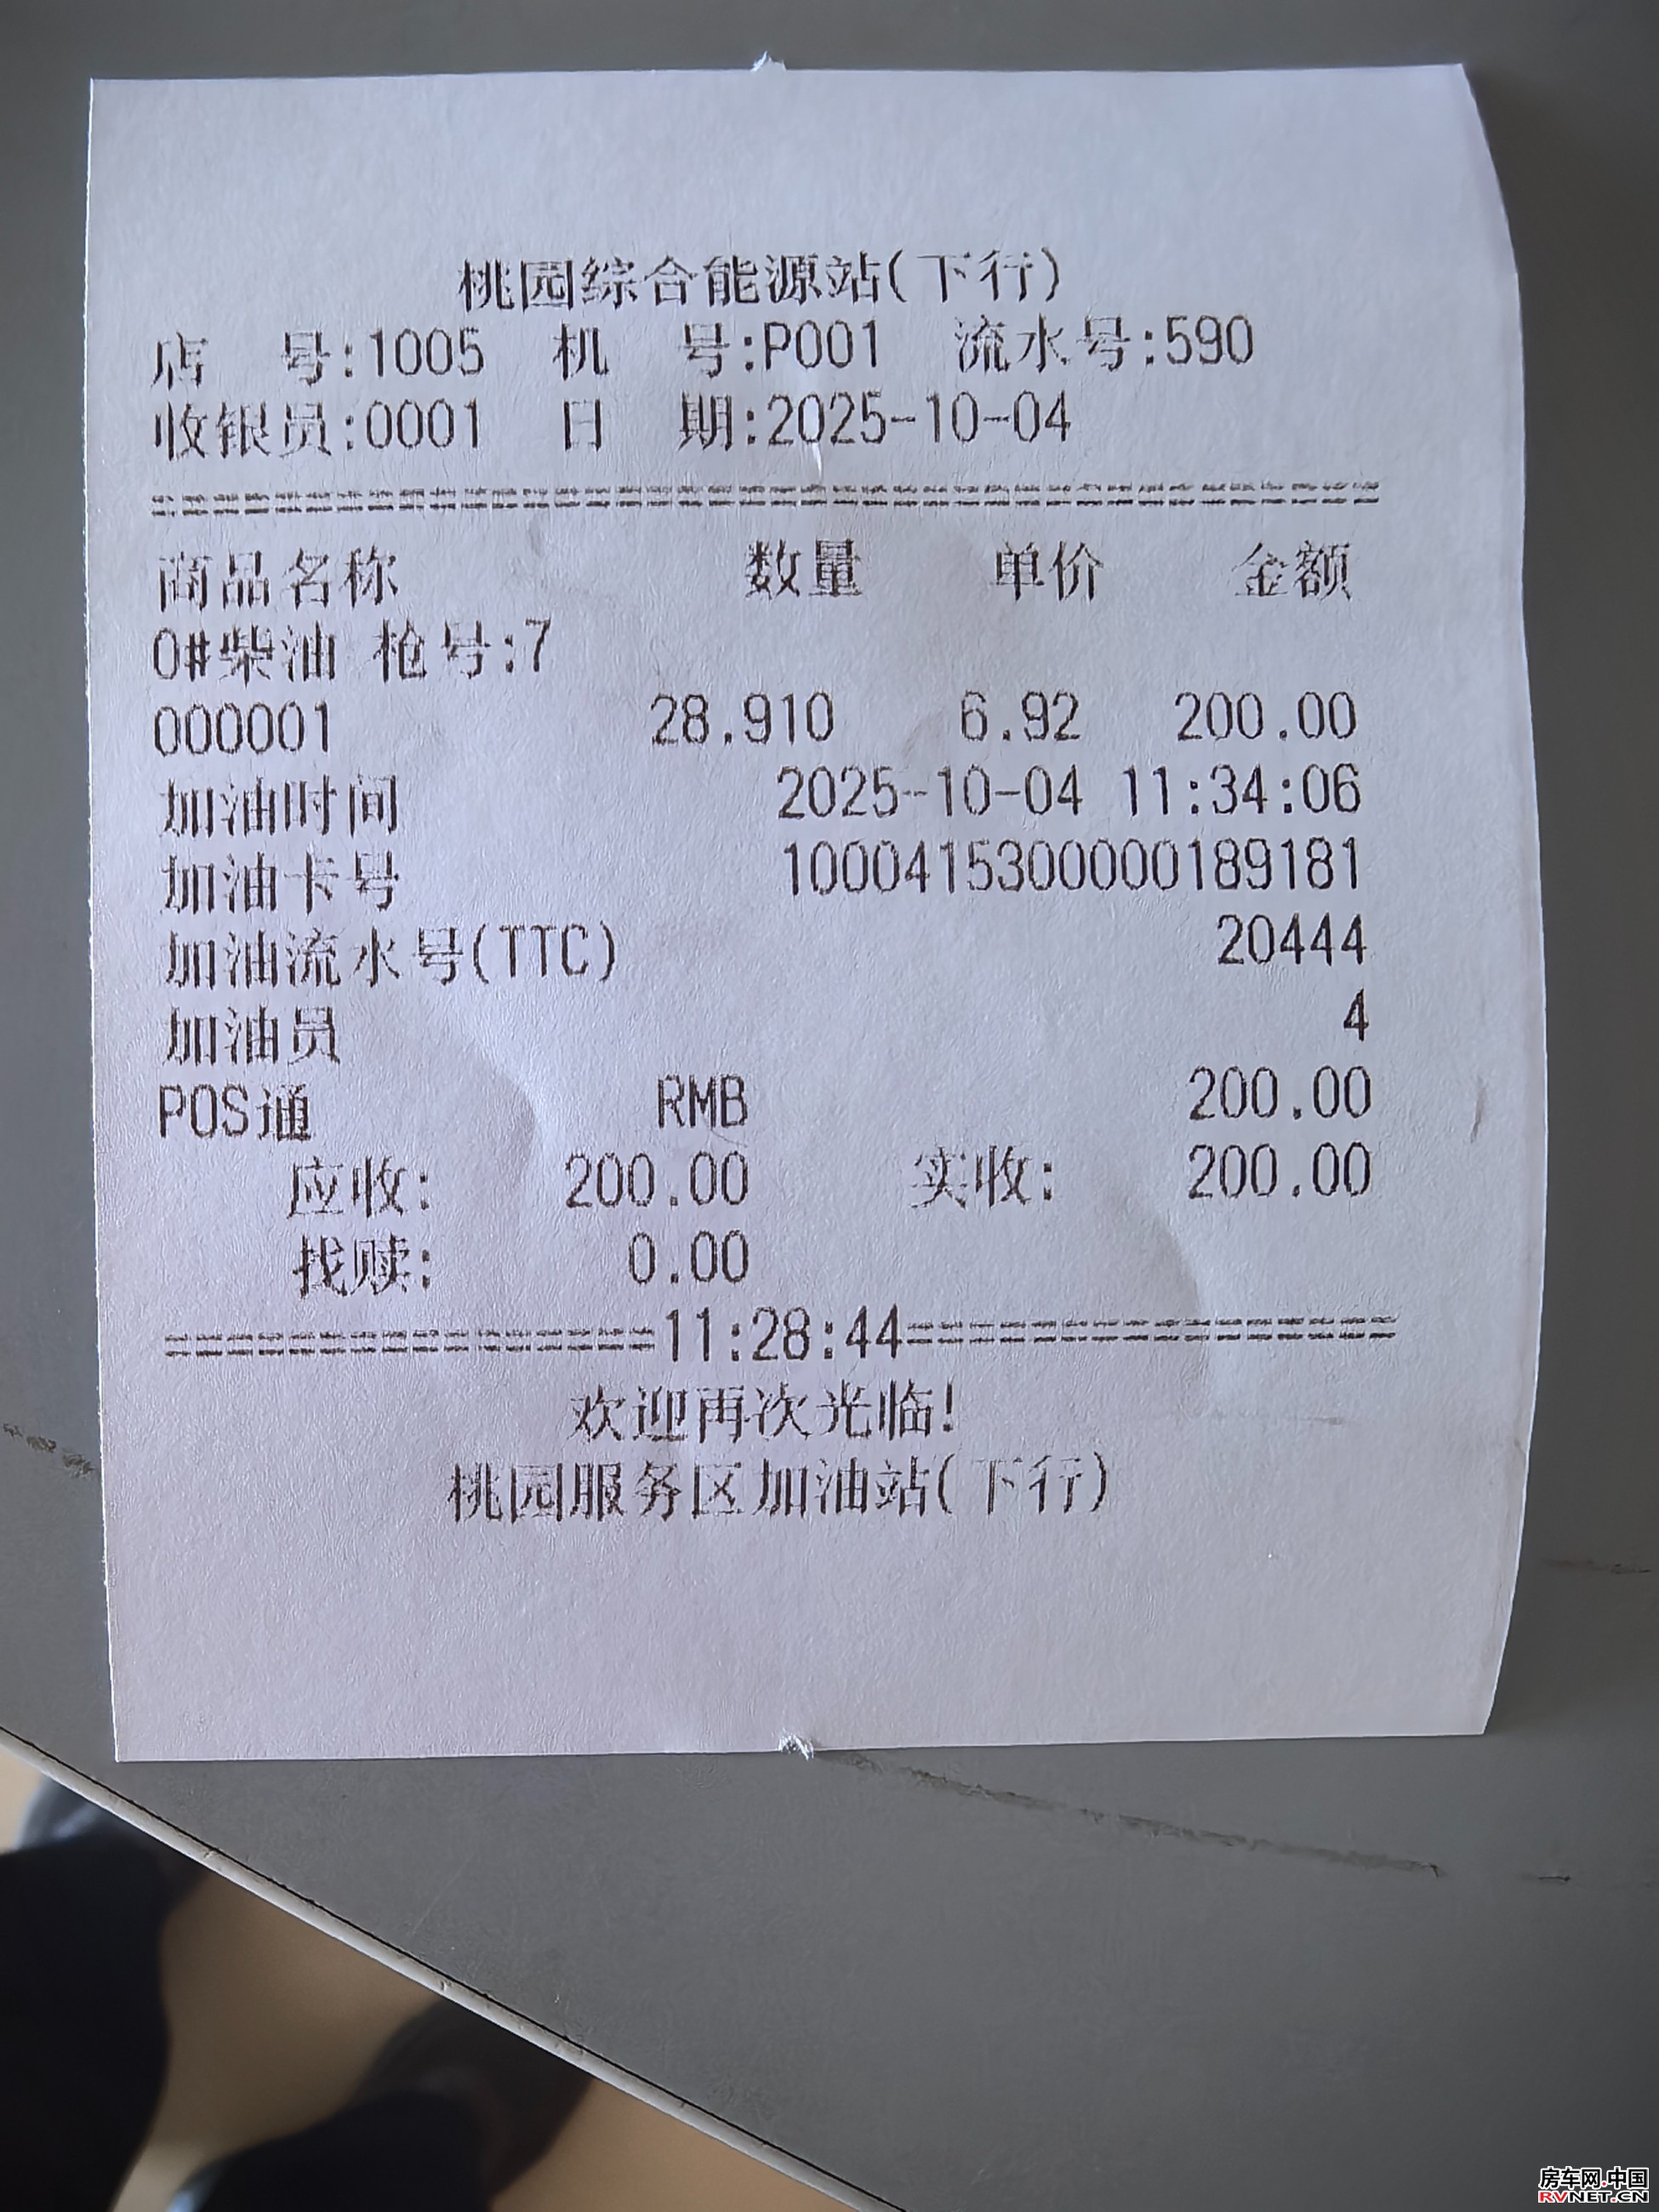 桃园综合能源站(下行)
店 号:1005 机 号:P001 流水号:590
收银员:0001 日 期:2025-10-04
商品名称 数量 单价 金额
0#柴油 枪号:7
000001 28.910 6.92 200.00
加油时间 2025-10-04 11:34:06
加油卡号 1000415300000189181
加油流水号(TTC) 20444
加油员 4
POS通 RMB 200.00
应收: 200.00 实收: 200.00
找赎: 0.00
==================11:28:44==================
欢迎再次光临!
桃园服务区加油站(下行)
房车网.中国
RVNET.CN